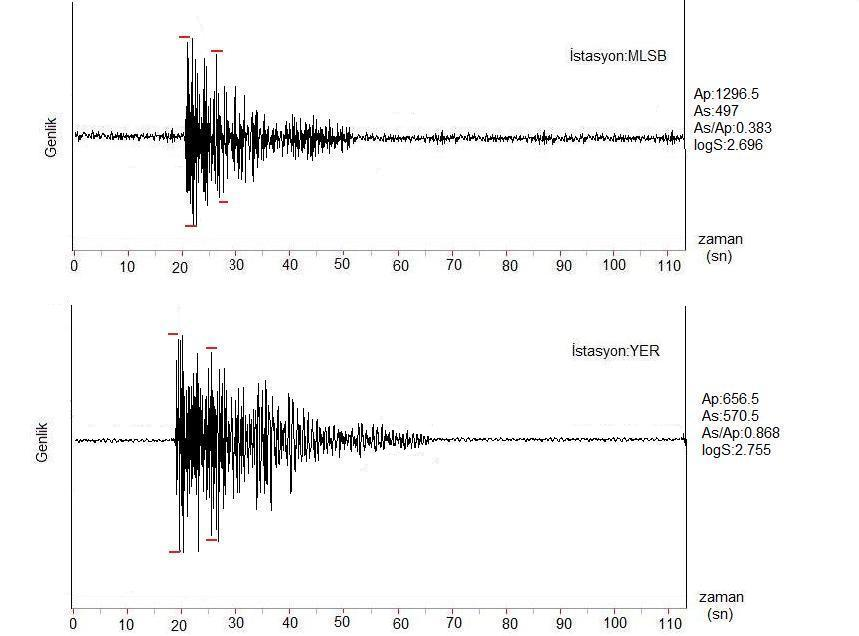 İstasyon:MLSB
Genlik
Ap:1296.5
As:497
As/Ap:0.383
logS:2.696
zaman
(sn)
0 10 20 30 40 50 60 70 80 90 100 110
İstasyon:YER
Genlik
Ap:656.5
As:570.5
As/Ap:0.868
logS:2.755
zaman
(sn)
0 10 20 30 40 50 60 70 80 90 100 110